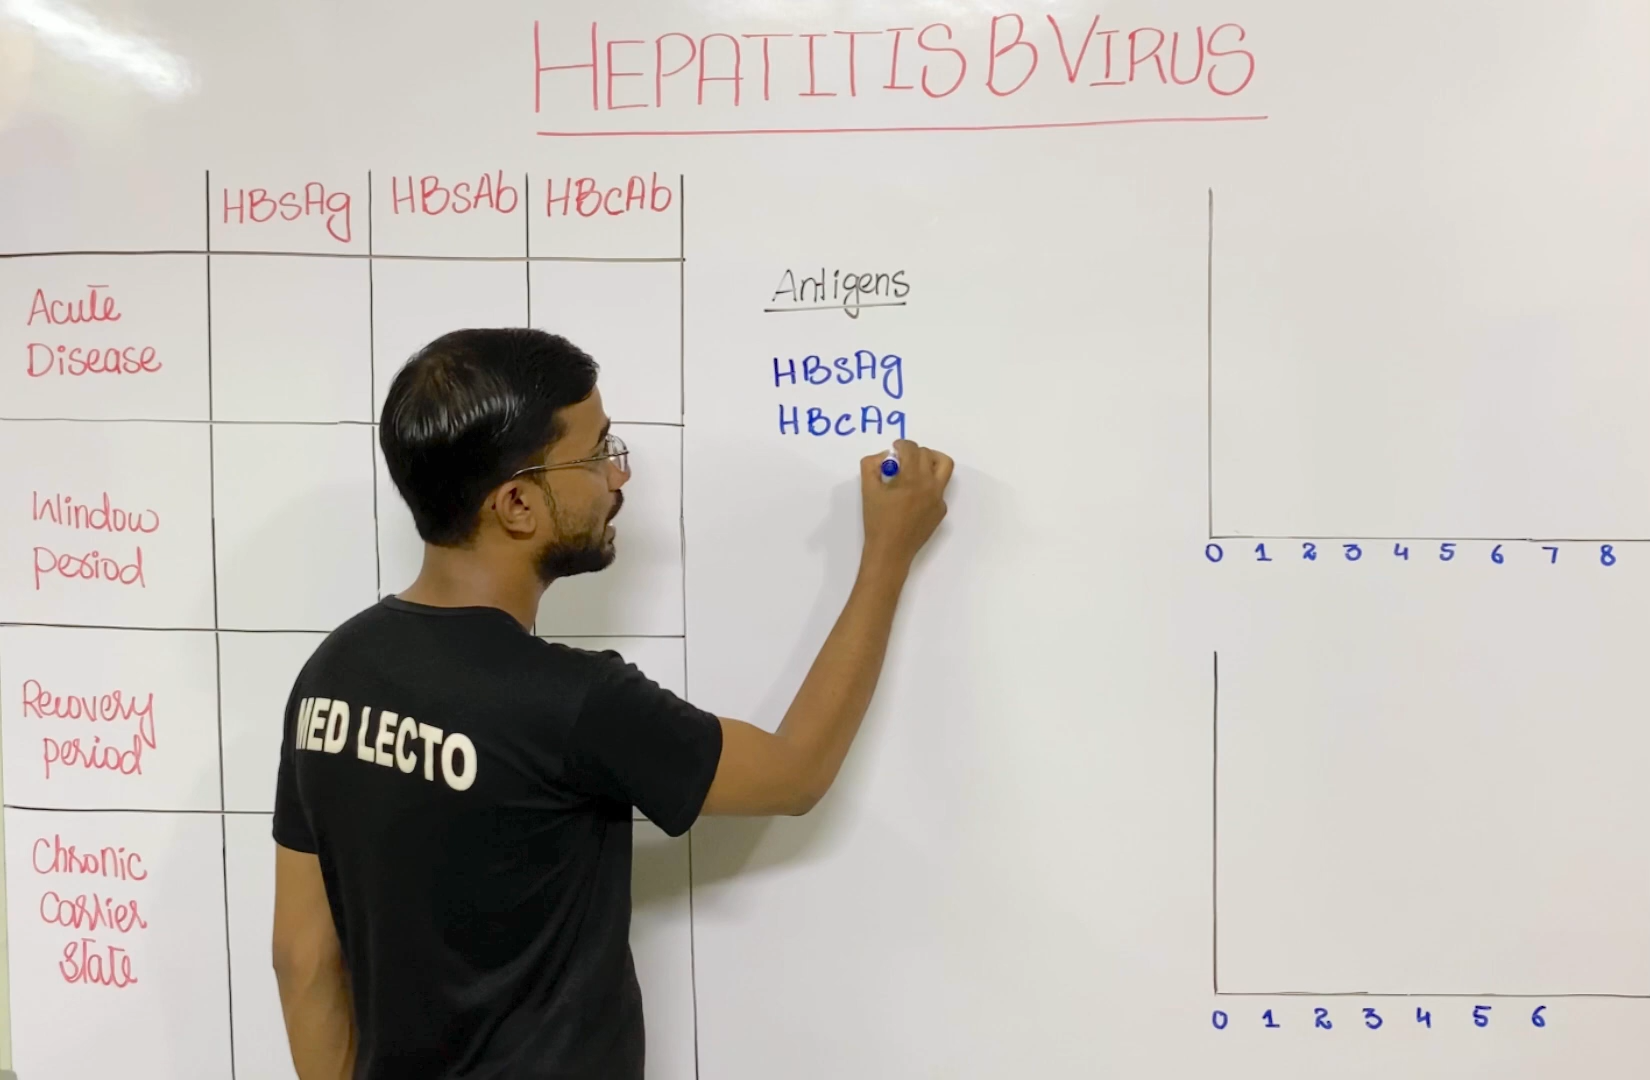 HEPATITIS B VIRUS
HBsAg HBsAb HBcAb
Acute
Disease
Window
period
Recovery
period
Chronic
Carrier
State
Antigens
HBsAg
HBcAg
MED LECTO
0 1 2 3 4 5 6 7 8
0 1 2 3 4 5 6